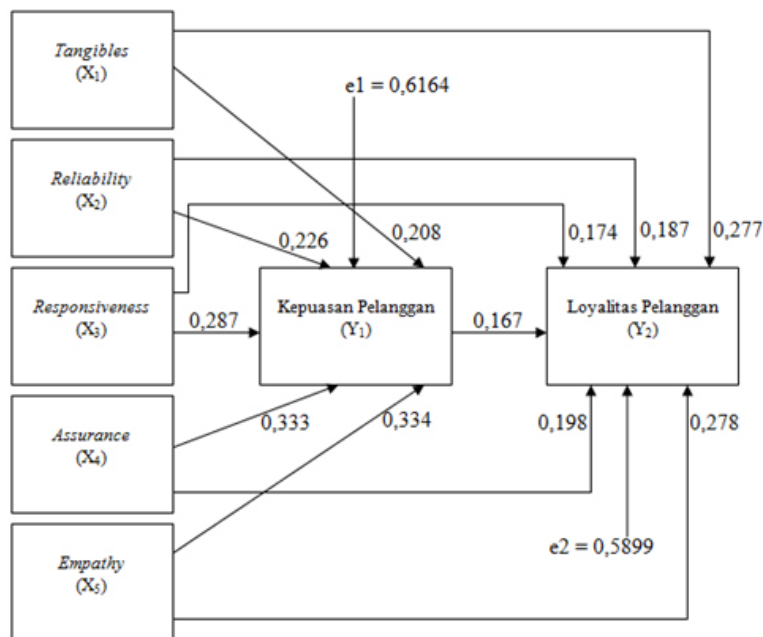 Tangibles
(X₁)
e1 = 0,6164
Reliability
(X₂)
0,226
0,208
0,174
0,187
0,277
Responsiveness
(X₃)
0,287
Kepuasan Pelanggan
(Y₁)
0,167
Loyalitas Pelanggan
(Y₂)
Assurance
(X₄)
0,333
0,334
0,198
0,278
e2 = 0,5899
Empathy
(X₅)